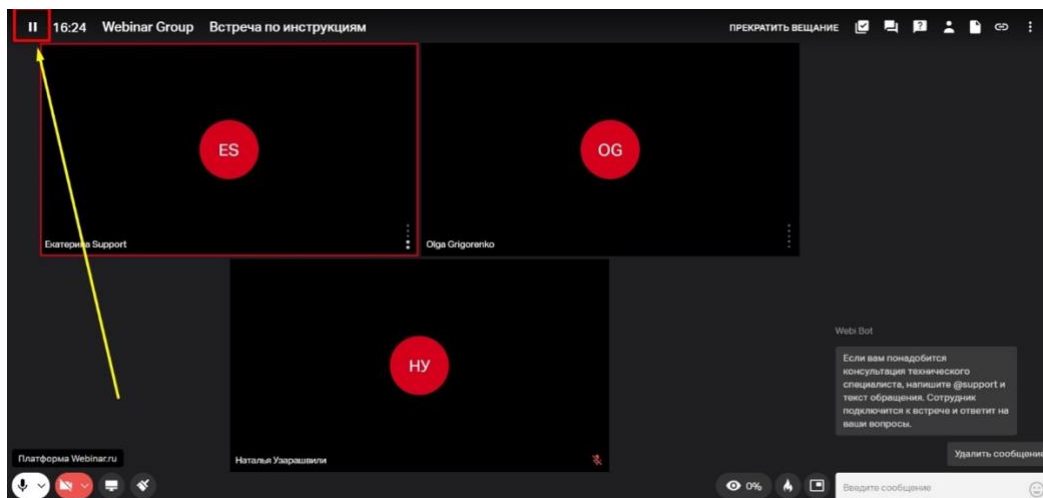 16:24 Webinar Group Встреча по инструкциям ПРЕКРАТИТЬ ВЕЩАНИЕ
ES
OG
Екатерина Support
Olga Grigorenko
НУ
Webi Bot
Если вам понадобится
консультация технического
специалиста, напишите @support и
текст обращения. Сотрудник
подключится к встрече и ответит на
ваши вопросы.
Платформа Webinar.ru
Наталья Узарашвили
Удалить сообщение
0%
Введите сообщение